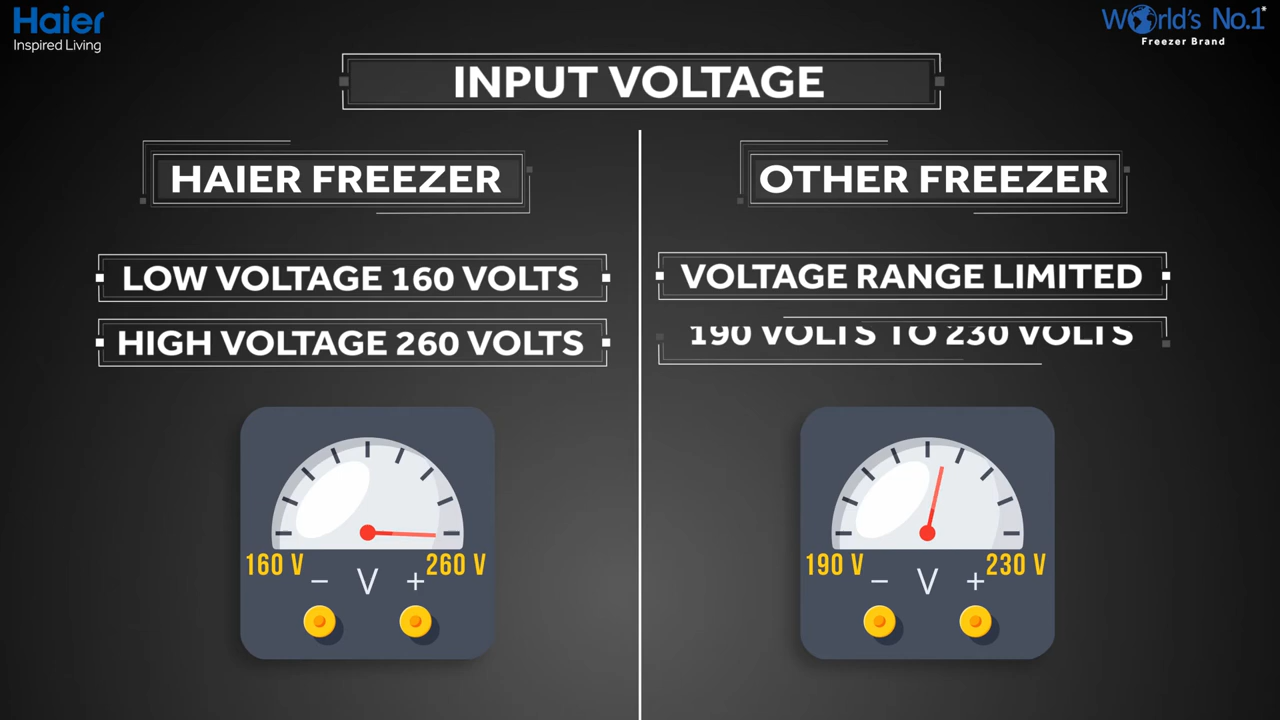 Haier
Inspired Living
World's No.1*
Freezer Brand
INPUT VOLTAGE
HAIER FREEZER
LOW VOLTAGE 160 VOLTS
HIGH VOLTAGE 260 VOLTS
160 V
260 V
− V +
OTHER FREEZER
VOLTAGE RANGE LIMITED
190 VOLTS TO 230 VOLTS
190 V
230 V
− V +